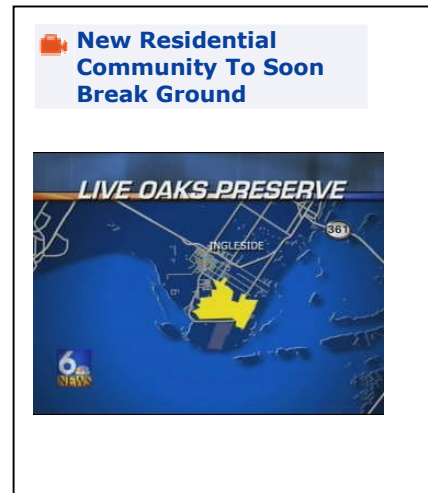 New Residential
Community To Soon
Break Ground
LIVE OAKS PRESERVE
361
INGLESIDE
6
NEWS